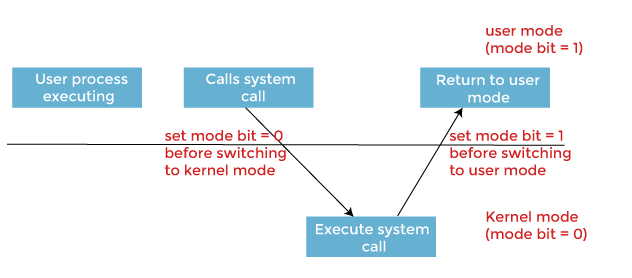 user mode
(mode bit = 1)
User process
executing
Calls system
call
Return to user
mode
set mode bit = 0
before switching
to kernel mode
set mode bit = 1
before switching
to user mode
Execute system
call
Kernel mode
(mode bit = 0)